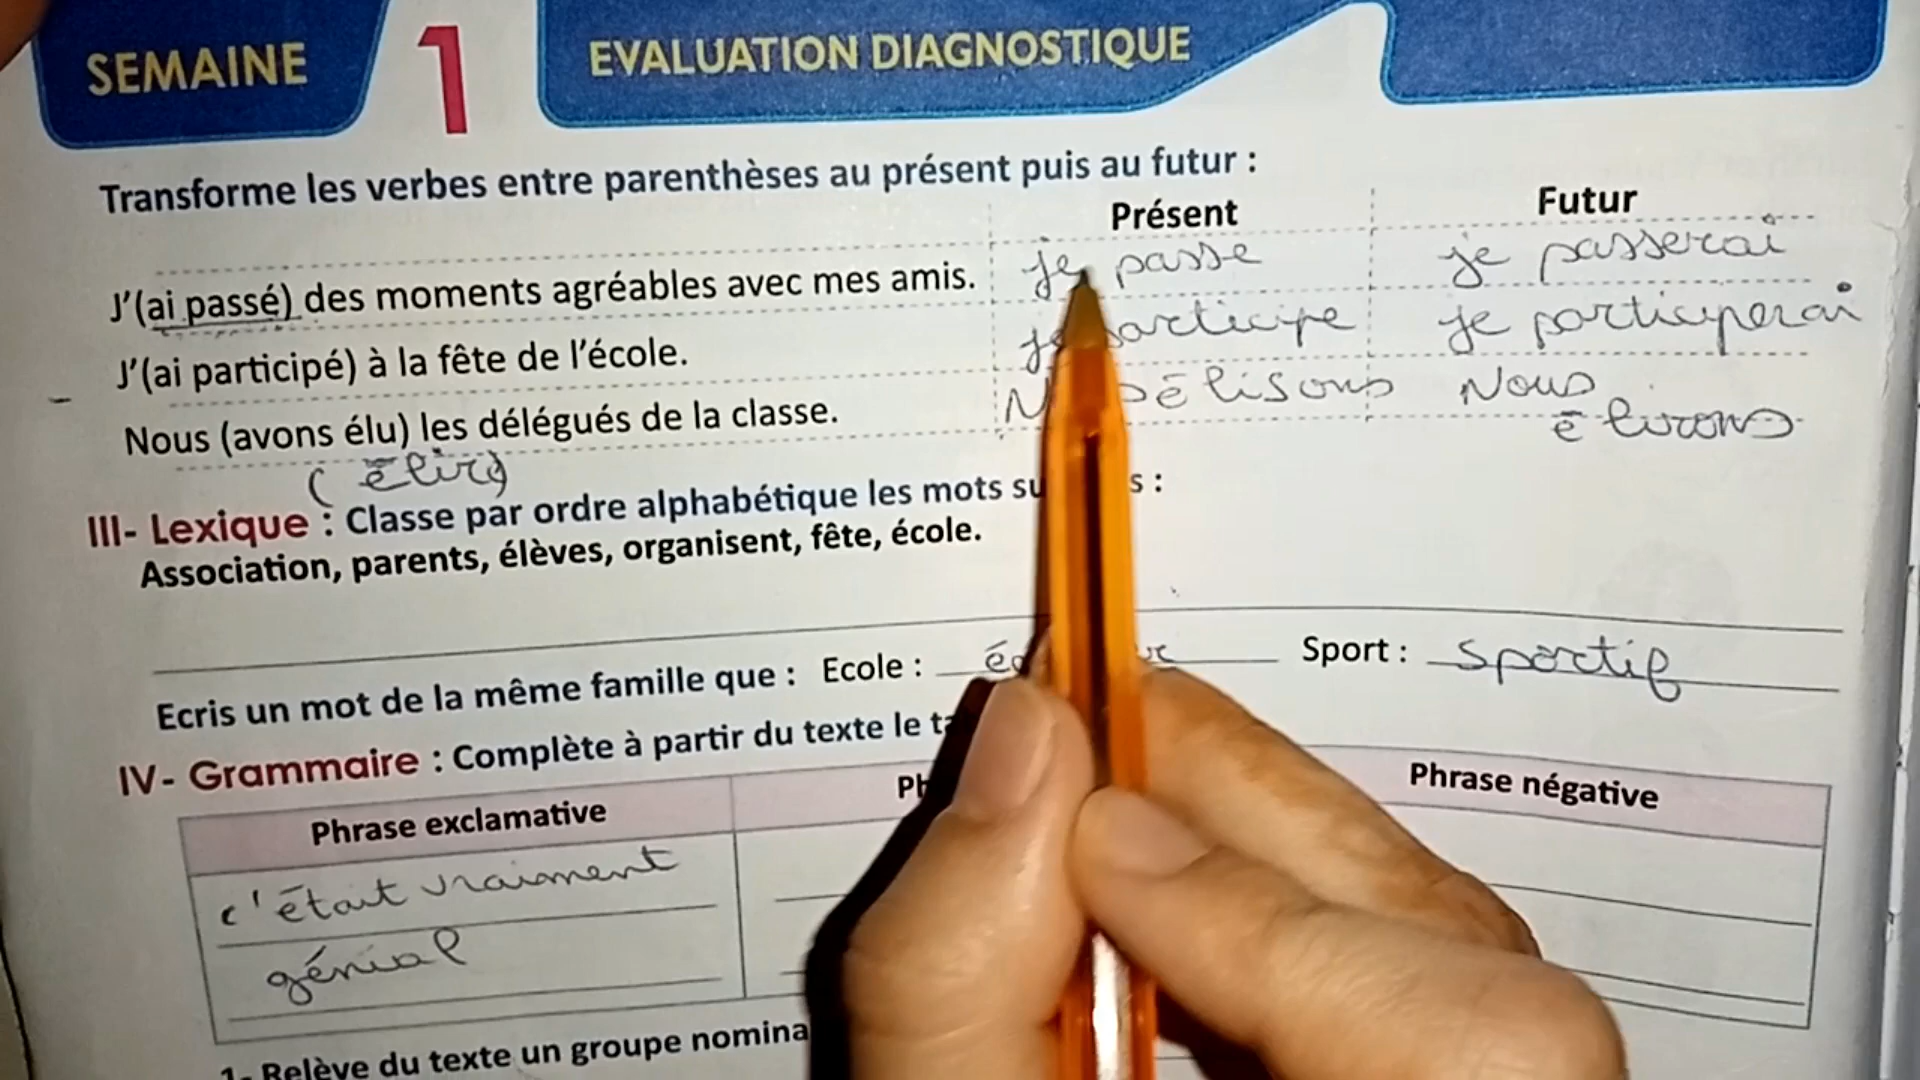 SEMAINE 1 EVALUATION DIAGNOSTIQUE
Transforme les verbes entre parenthèses au présent puis au futur :
Présent Futur
J'(ai passé) des moments agréables avec mes amis. je passe je passerai
J'(ai participé) à la fête de l'école. participe je participerai
Nous (avons élu) les délégués de la classe. élisons Nous
élirons
(élire)
III- Lexique : Classe par ordre alphabétique les mots :
Association, parents, élèves, organisent, fête, école.
Ecris un mot de la même famille que : Ecole : Sport : sportif
IV- Grammaire : Complète à partir du texte le
Phrase exclamative Phrase négative
c'était vraiment
génial
1- Relève du texte un groupe